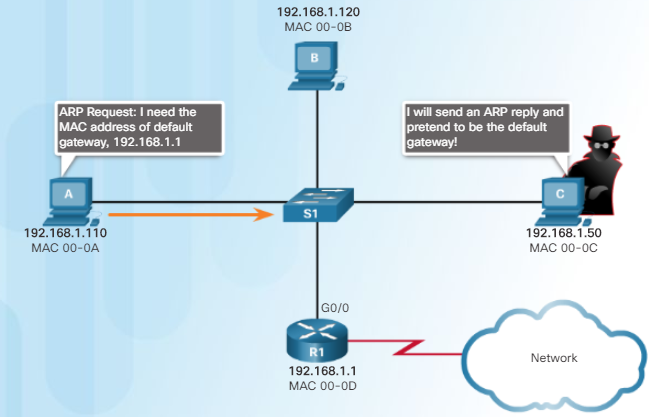 192.168.1.120
MAC 00-0B
B
ARP Request: I need the
MAC address of default
gateway, 192.168.1.1
I will send an ARP reply and
pretend to be the default
gateway!
A
S1
C
192.168.1.110
MAC 00-0A
192.168.1.50
MAC 00-0C
G0/0
R1
192.168.1.1
MAC 00-0D
Network